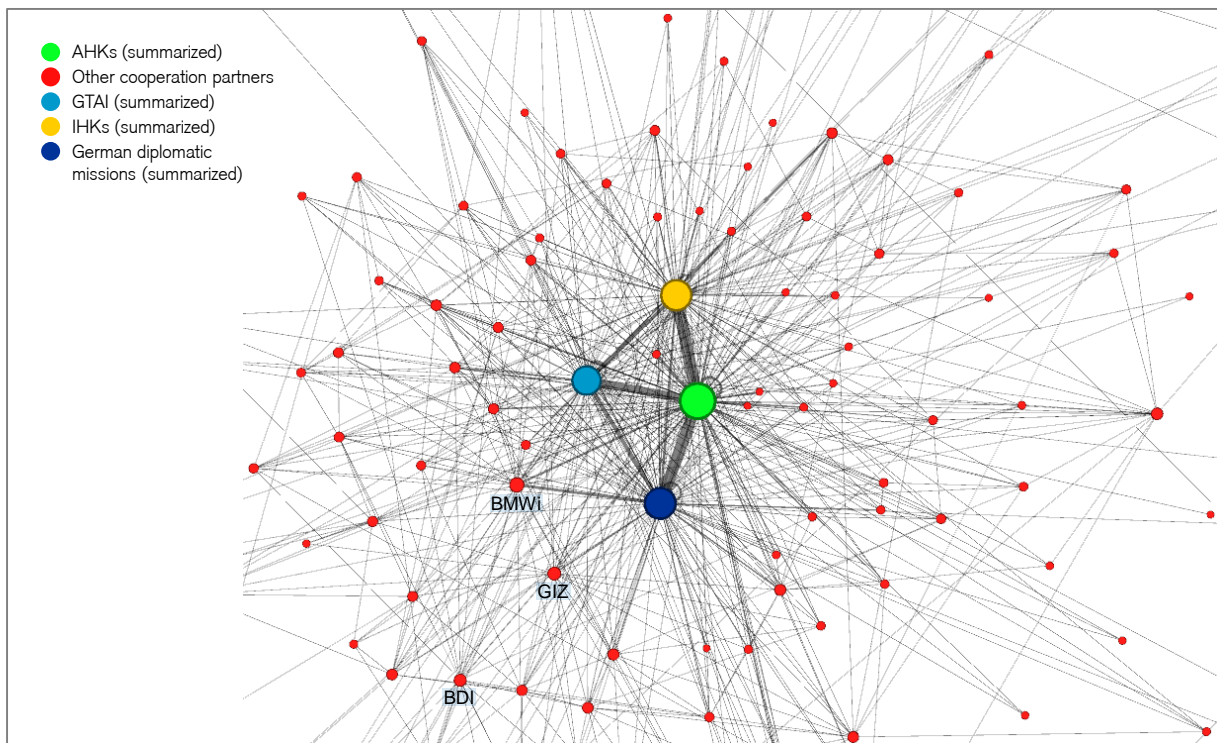 AHKs (summarized)
Other cooperation partners
GTAI (summarized)
IHKs (summarized)
German diplomatic
missions (summarized)
BMWi
GIZ
BDI